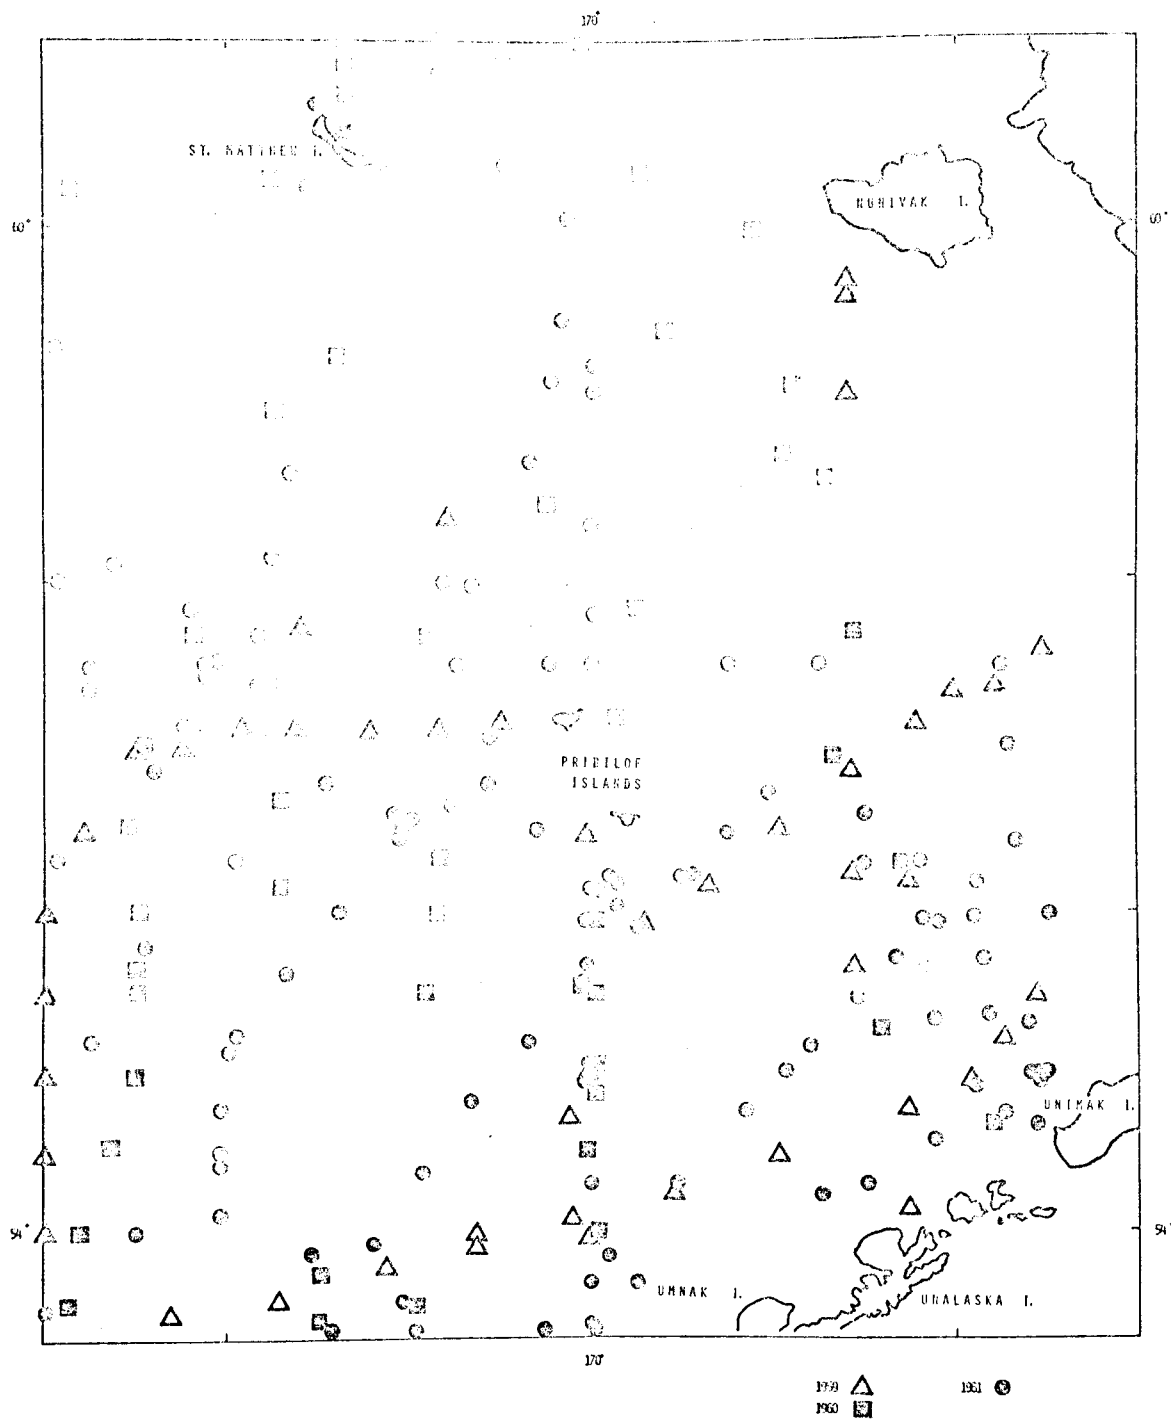 170°
ST. MATTHEW I.
NUNIVAK I.
60°
60°
PRIBILOF
ISLANDS
UNIMAK I.
54°
54°
UMNAK I.
UNALASKA I.
170°
1959
1961
1960